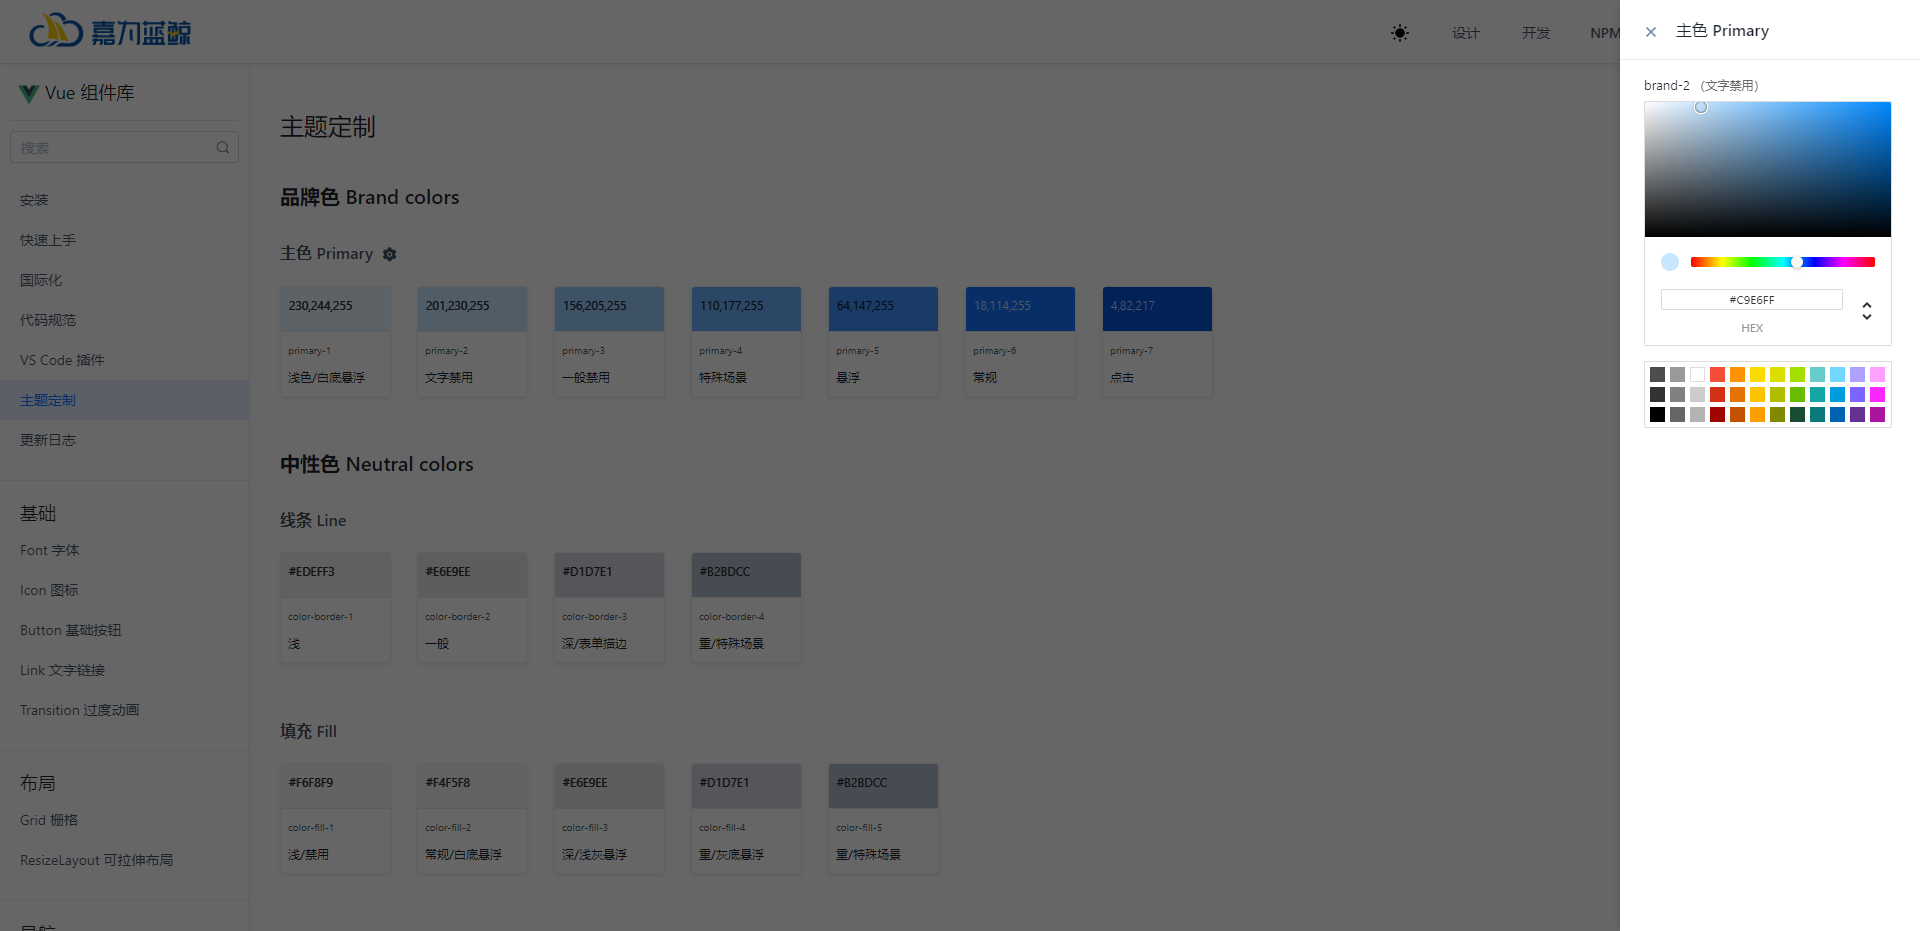 嘉为蓝鲸
设计
开发
NPM
Vue 组件库
搜索
安装
快速上手
国际化
代码规范
VS Code 插件
主题定制
更新日志
基础
Font 字体
Icon 图标
Button 基础按钮
Link 文字链接
Transition 过度动画
布局
Grid 栅格
ResizeLayout 可拉伸布局
主题定制
品牌色 Brand colors
主色 Primary
230,244,255
primary-1
浅色/白底悬浮
201,230,255
primary-2
文字禁用
156,205,255
primary-3
一般禁用
110,177,255
primary-4
特殊场景
64,147,255
primary-5
悬浮
18,114,255
primary-6
常规
4,82,217
primary-7
点击
中性色 Neutral colors
线条 Line
#EDEFF3
color-border-1
浅
#E6E9EE
color-border-2
一般
#D1D7E1
color-border-3
深/表单描边
#B2BDCC
color-border-4
重/特殊场景
填充 Fill
#F6F8F9
color-fill-1
浅/禁用
#F4F5F8
color-fill-2
常规/白底悬浮
#E6E9EE
color-fill-3
深/浅灰悬浮
#D1D7E1
color-fill-4
重/灰底悬浮
#B2BDCC
color-fill-5
重/特殊场景
主色 Primary
brand-2 （文字禁用）
#C9E6FF
HEX